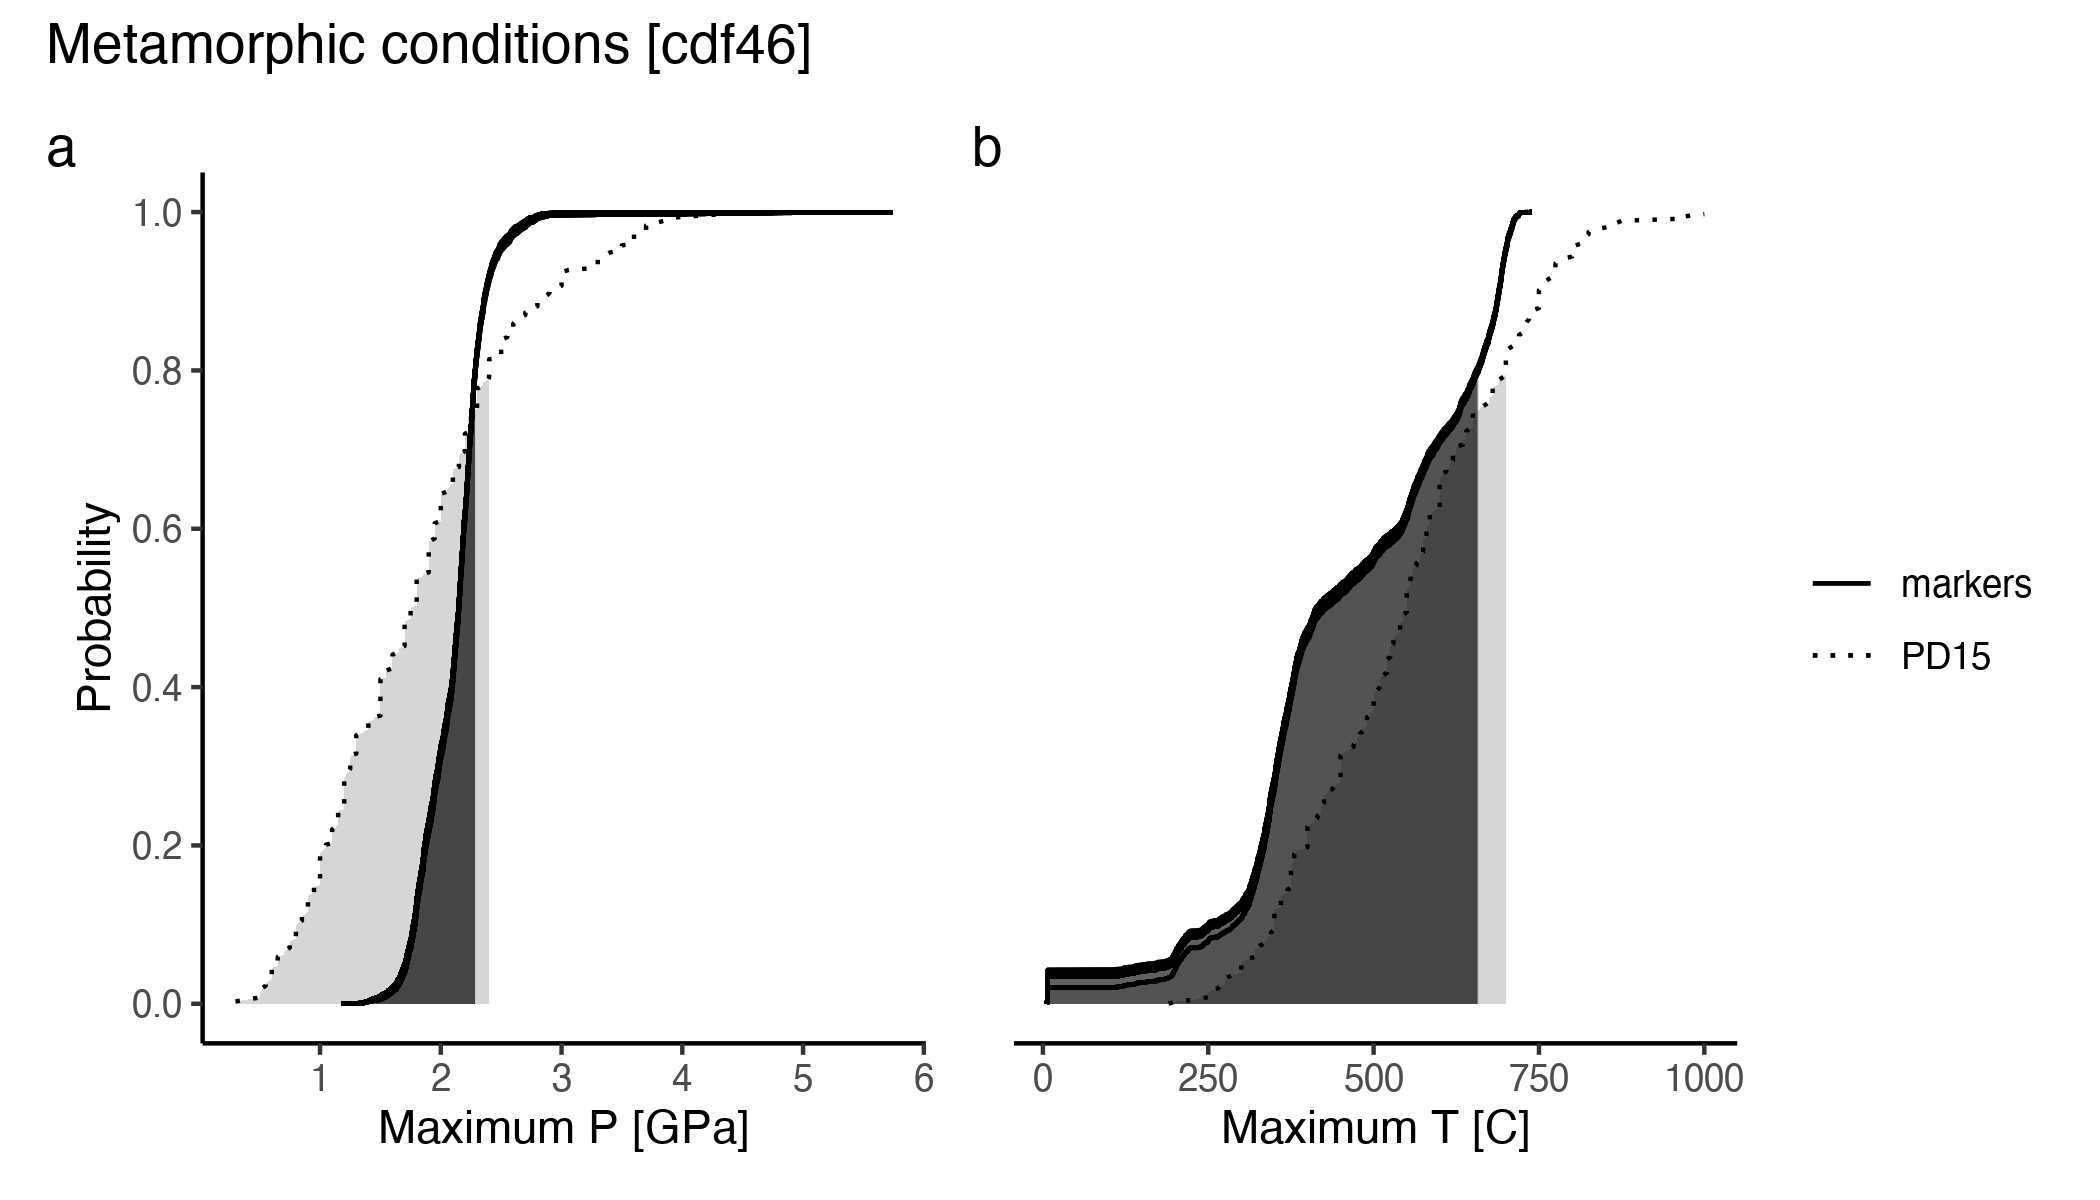 Metamorphic conditions [cdf46]
a
b
Probability
1.0
0.8
0.6
0.4
0.2
0.0
1 2 3 4 5 6
Maximum P [GPa]
0 250 500 750 1000
Maximum T [C]
markers
PD15